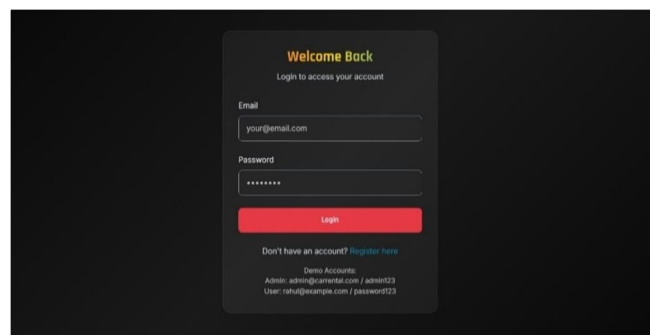 Welcome Back
Login to access your account
Email
your@email.com
Password
••••••••
Login
Don't have an account? Register here
Demo Accounts:
Admin: admin@carrental.com / admin123
User: rahul@example.com / password123